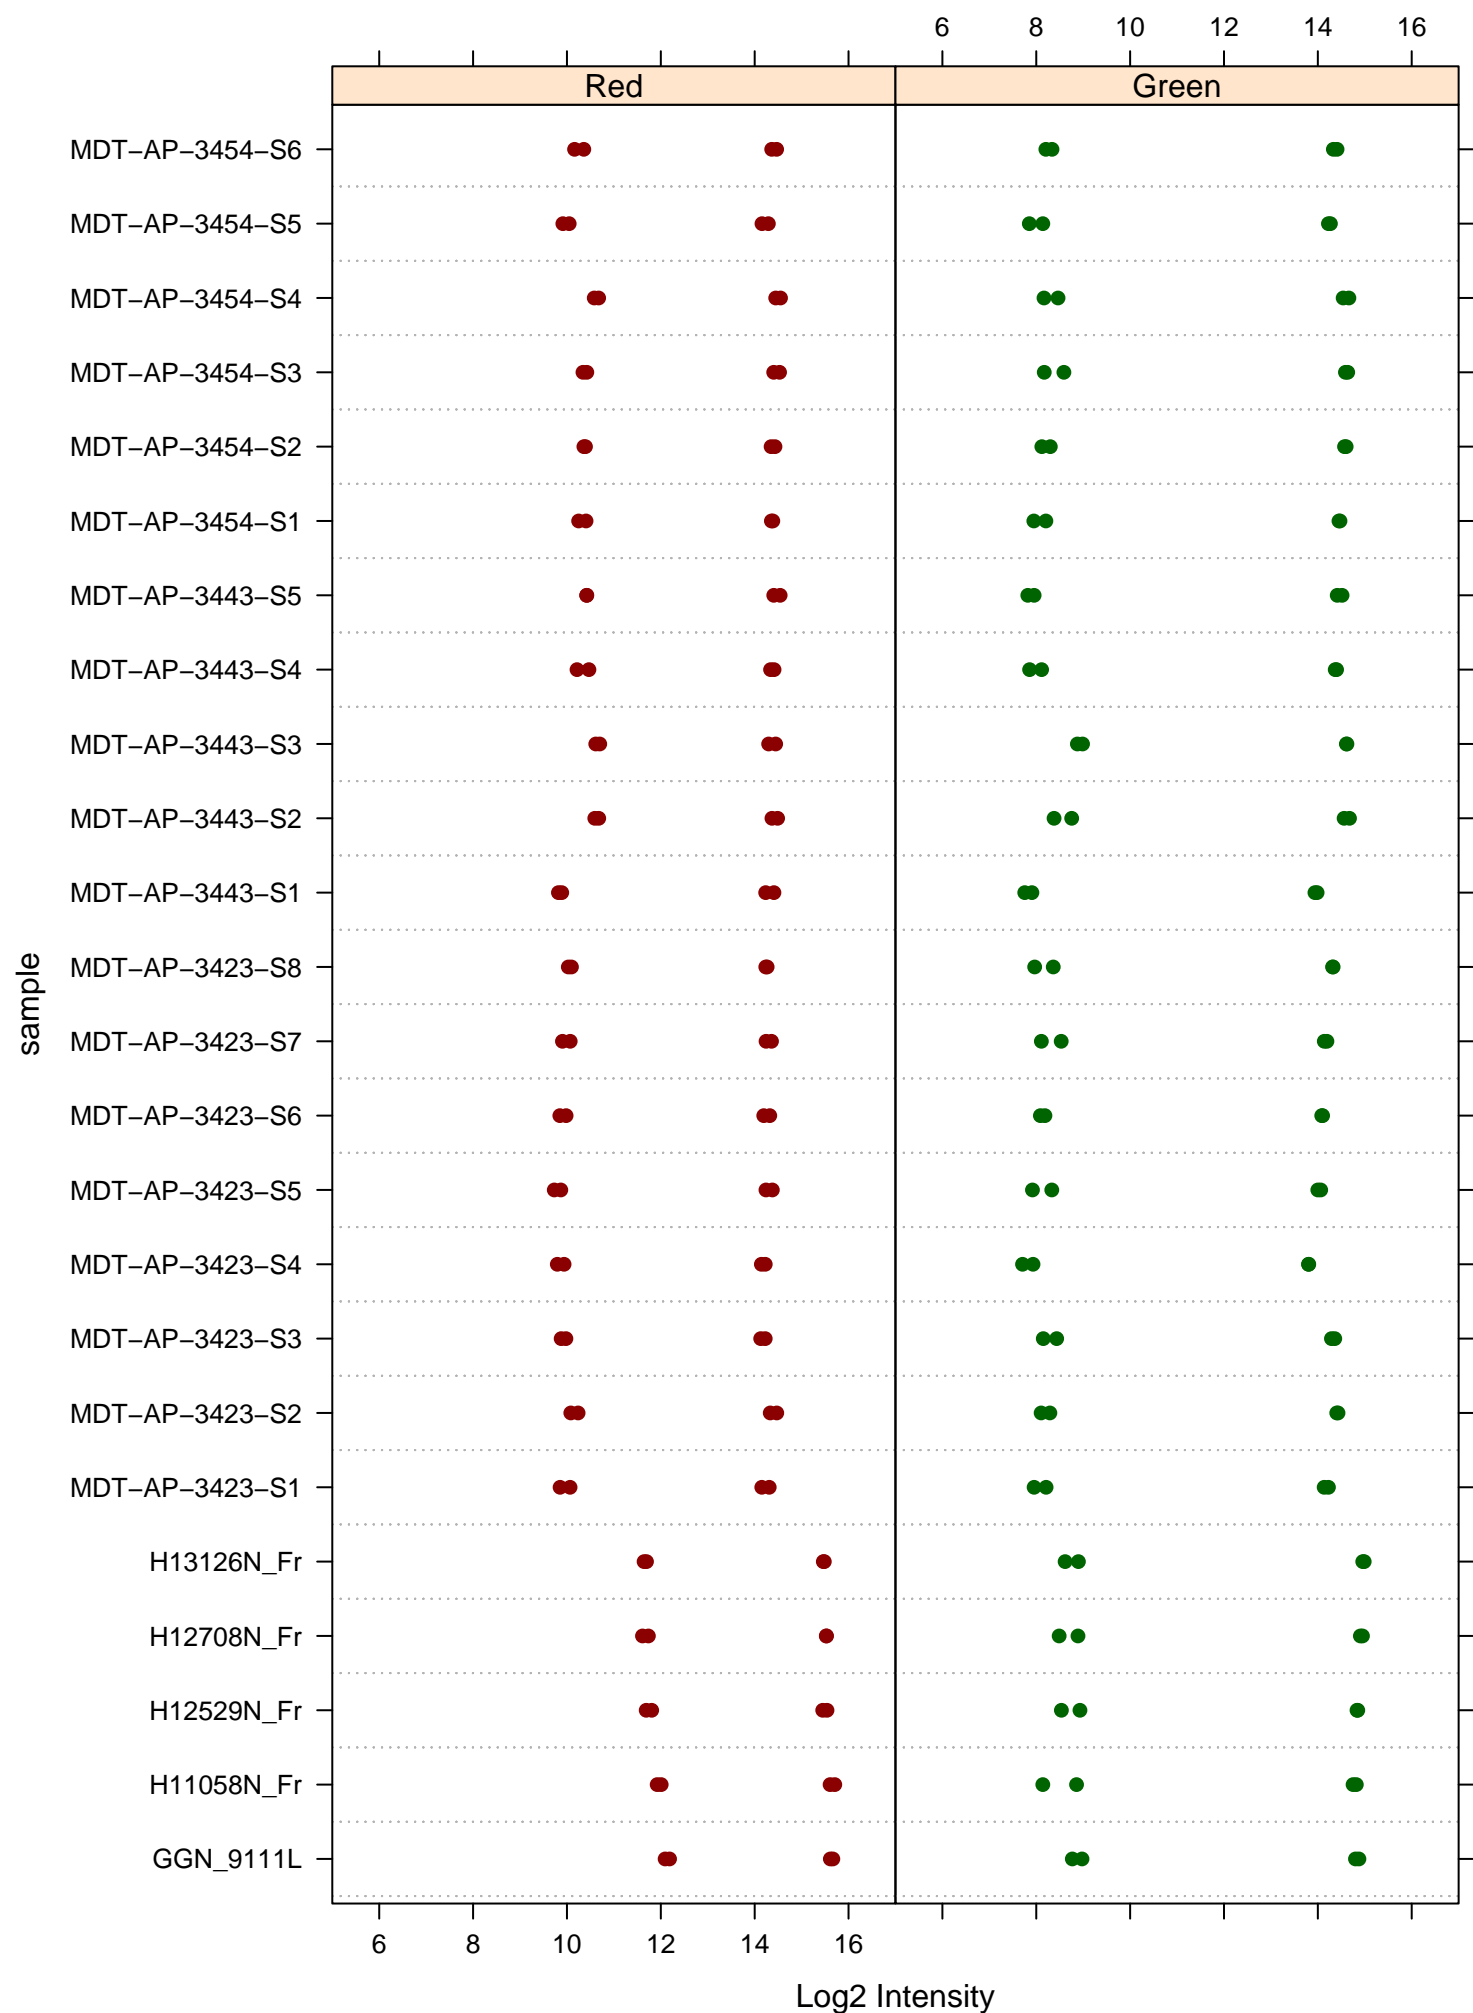 6 8 10 12 14 16
Red Green
MDT−AP−3454−S6
MDT−AP−3454−S5
MDT−AP−3454−S4
MDT−AP−3454−S3
MDT−AP−3454−S2
MDT−AP−3454−S1
MDT−AP−3443−S5
MDT−AP−3443−S4
MDT−AP−3443−S3
MDT−AP−3443−S2
MDT−AP−3443−S1
MDT−AP−3423−S8
MDT−AP−3423−S7
MDT−AP−3423−S6
MDT−AP−3423−S5
MDT−AP−3423−S4
MDT−AP−3423−S3
MDT−AP−3423−S2
MDT−AP−3423−S1
H13126N_Fr
H12708N_Fr
H12529N_Fr
H11058N_Fr
GGN_9111L
sample
6 8 10 12 14 16
Log2 Intensity